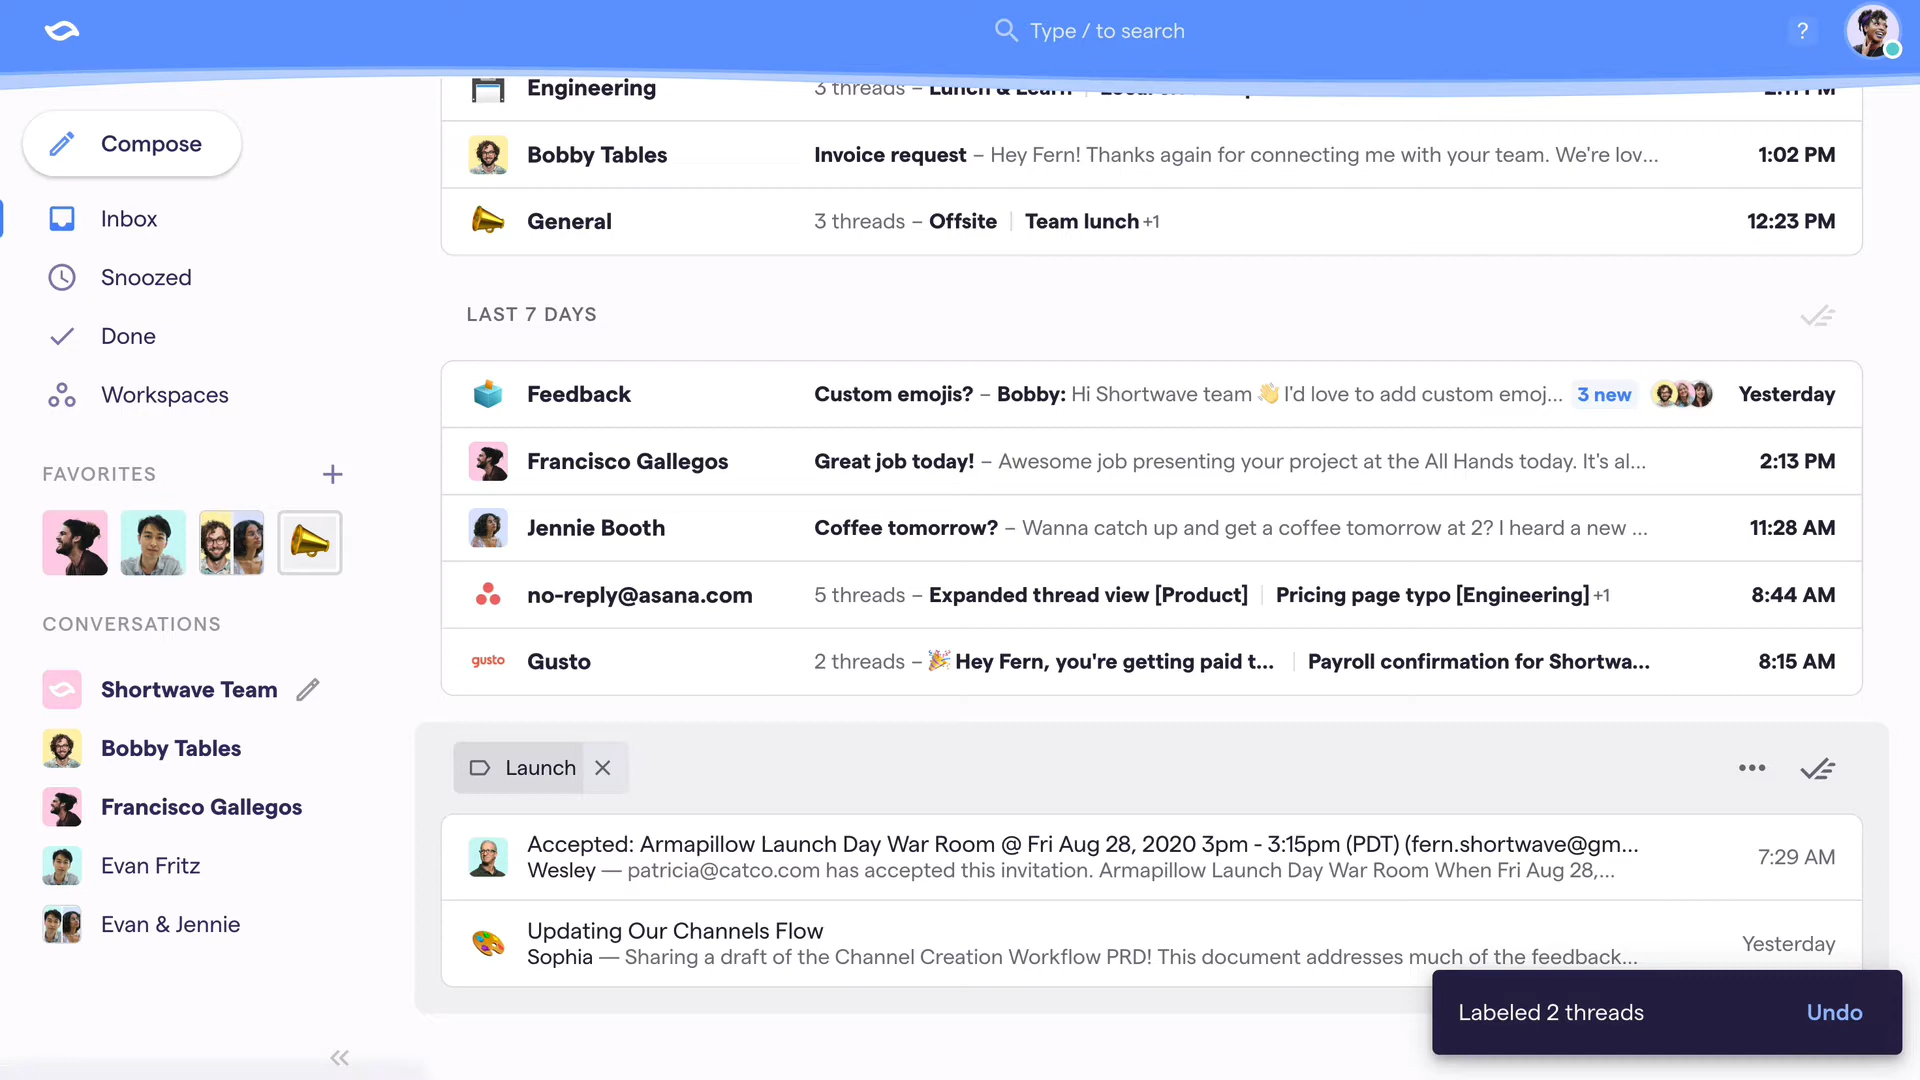 Type / to search
?
Engineering 3 threads – Lunch & Learn 2:11 PM
Compose
Bobby Tables Invoice request – Hey Fern! Thanks again for connecting me with your team. We're lov... 1:02 PM
Inbox
General 3 threads – Offsite Team lunch +1 12:23 PM
Snoozed
LAST 7 DAYS
Done
Workspaces
Feedback Custom emojis? – Bobby: Hi Shortwave team 👋 I'd love to add custom emoj... 3 new Yesterday
FAVORITES
Francisco Gallegos Great job today! – Awesome job presenting your project at the All Hands today. It's al... 2:13 PM
Jennie Booth Coffee tomorrow? – Wanna catch up and get a coffee tomorrow at 2? I heard a new ... 11:28 AM
no-reply@asana.com 5 threads – Expanded thread view [Product] Pricing page typo [Engineering] +1 8:44 AM
CONVERSATIONS
gusto Gusto 2 threads – 🎉 Hey Fern, you're getting paid t... Payroll confirmation for Shortwa... 8:15 AM
Shortwave Team
Bobby Tables
Launch
Francisco Gallegos
Accepted: Armapillow Launch Day War Room @ Fri Aug 28, 2020 3pm - 3:15pm (PDT) (fern.shortwave@gm... 7:29 AM
Wesley — patricia@catco.com has accepted this invitation. Armapillow Launch Day War Room When Fri Aug 28,...
Evan Fritz
Evan & Jennie
Updating Our Channels Flow Yesterday
Sophia — Sharing a draft of the Channel Creation Workflow PRD! This document addresses much of the feedback...
Labeled 2 threads Undo